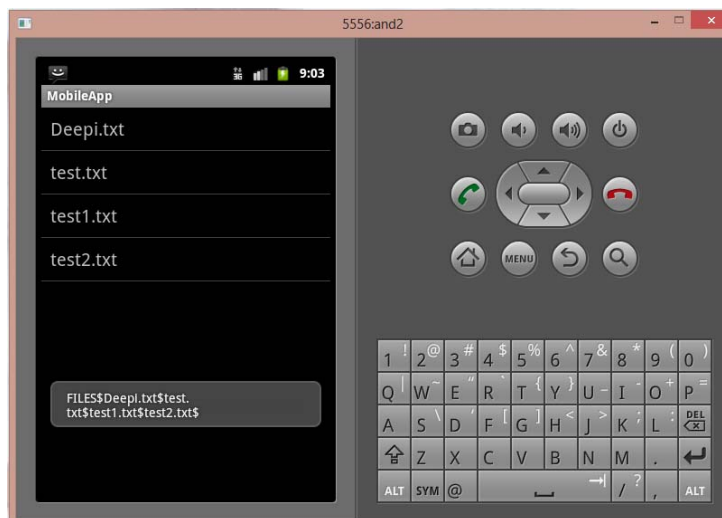 5556:and2
9:03
MobileApp
Deepi.txt
test.txt
test1.txt
test2.txt
FILES$Deepi.txt$test.
txt$test1.txt$test2.txt$
MENU
1 ! 2 @ 3 # 4 $ 5 % 6 ^ 7 & 8 * 9 ( 0 )
Q | W ~ E " R ` T { Y } U _ I - O + P =
A S \ D ' F [ G ] H < J > K ; L : DEL
Z X C V B N M .
ALT SYM @ / ? , ALT